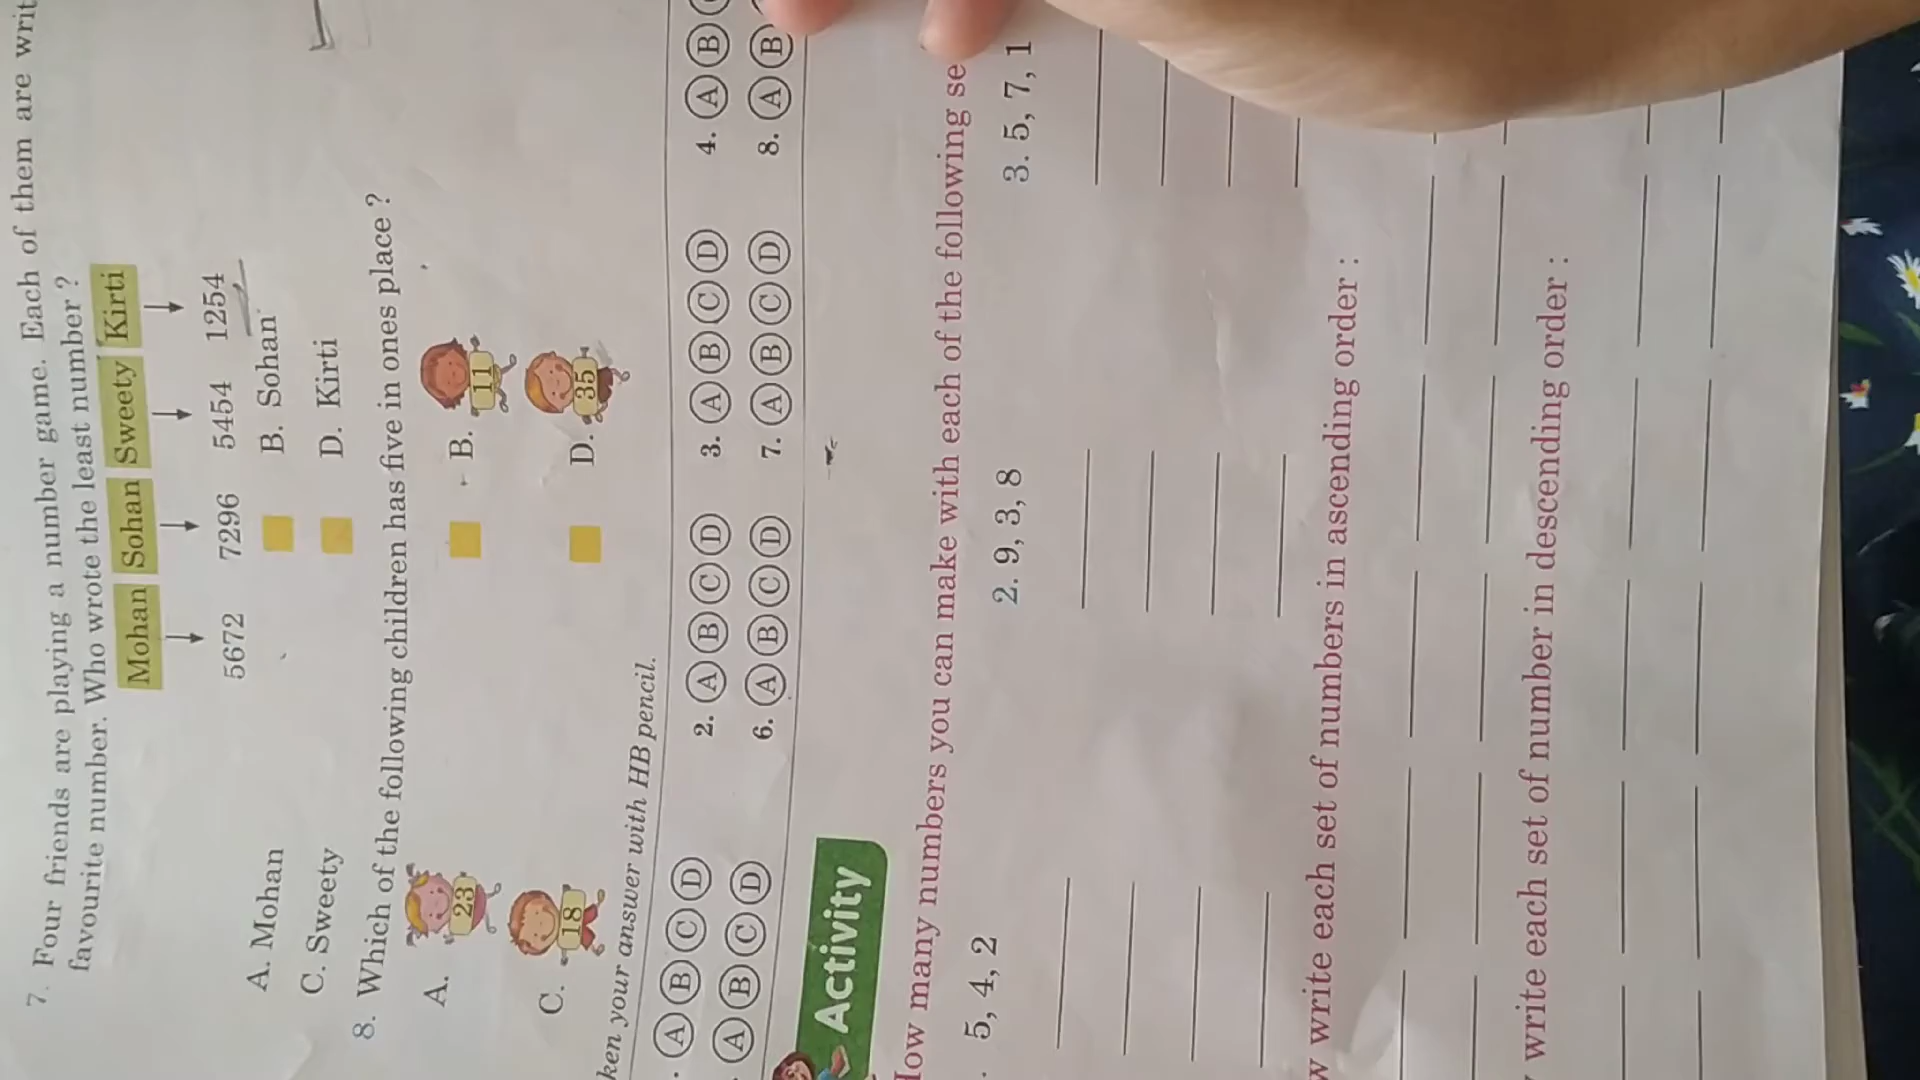 7. Four friends are playing a number game. Each of them are writ
favourite number. Who wrote the least number ?
Mohan Sohan Sweety Kirti
5672 7296 5454 1254
A. Mohan B. Sohan
C. Sweety D. Kirti
8. Which of the following children has five in ones place ?
A. 23 B. 11
C. 18 D. 35
ken your answer with HB pencil.
. A B C D 2. A B C D 3. A B C D 4. A B
A B C D 6. A B C D 7. A B C D 8. A B
Activity
How many numbers you can make with each of the following se
. 5, 4, 2 2. 9, 3, 8 3. 5, 7, 1
w write each set of numbers in ascending order :
write each set of number in descending order :